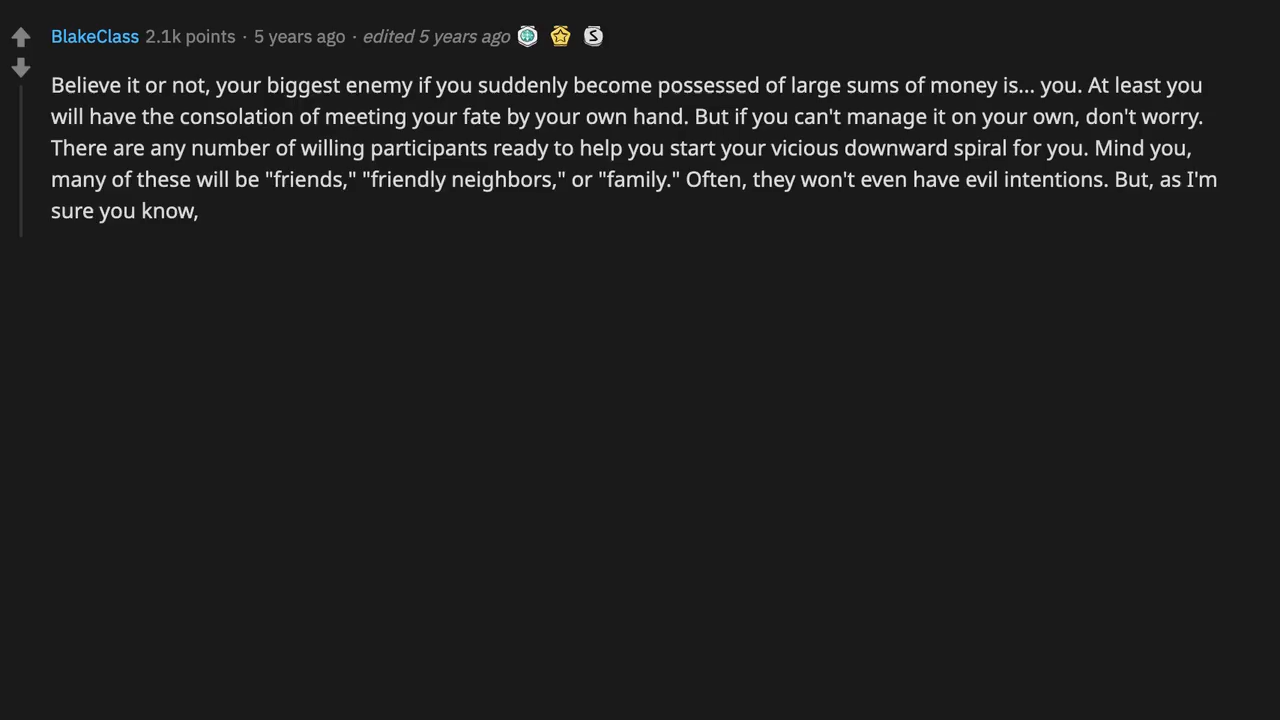 BlakeClass 2.1k points · 5 years ago · edited 5 years ago S
Believe it or not, your biggest enemy if you suddenly become possessed of large sums of money is... you. At least you
will have the consolation of meeting your fate by your own hand. But if you can't manage it on your own, don't worry.
There are any number of willing participants ready to help you start your vicious downward spiral for you. Mind you,
many of these will be "friends," "friendly neighbors," or "family." Often, they won't even have evil intentions. But, as I'm
sure you know,